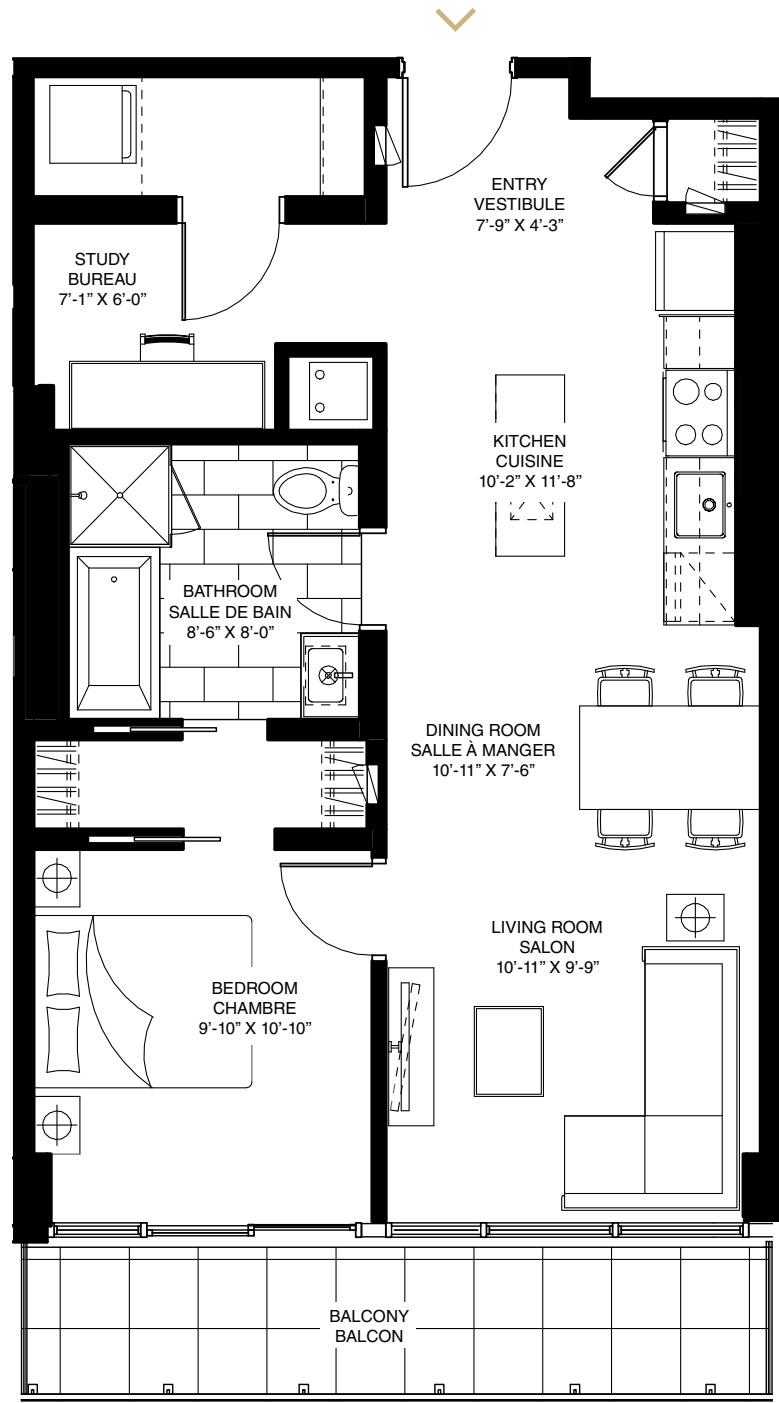 ENTRY
VESTIBULE
7’-9” X 4’-3”
STUDY
BUREAU
7’-1” X 6’-0”
KITCHEN
CUISINE
10’-2” X 11’-8”
BATHROOM
SALLE DE BAIN
8’-6” X 8’-0”
DINING ROOM
SALLE À MANGER
10’-11” X 7’-6”
LIVING ROOM
SALON
10’-11” X 9’-9”
BEDROOM
CHAMBRE
9’-10” X 10’-10”
BALCONY
BALCON